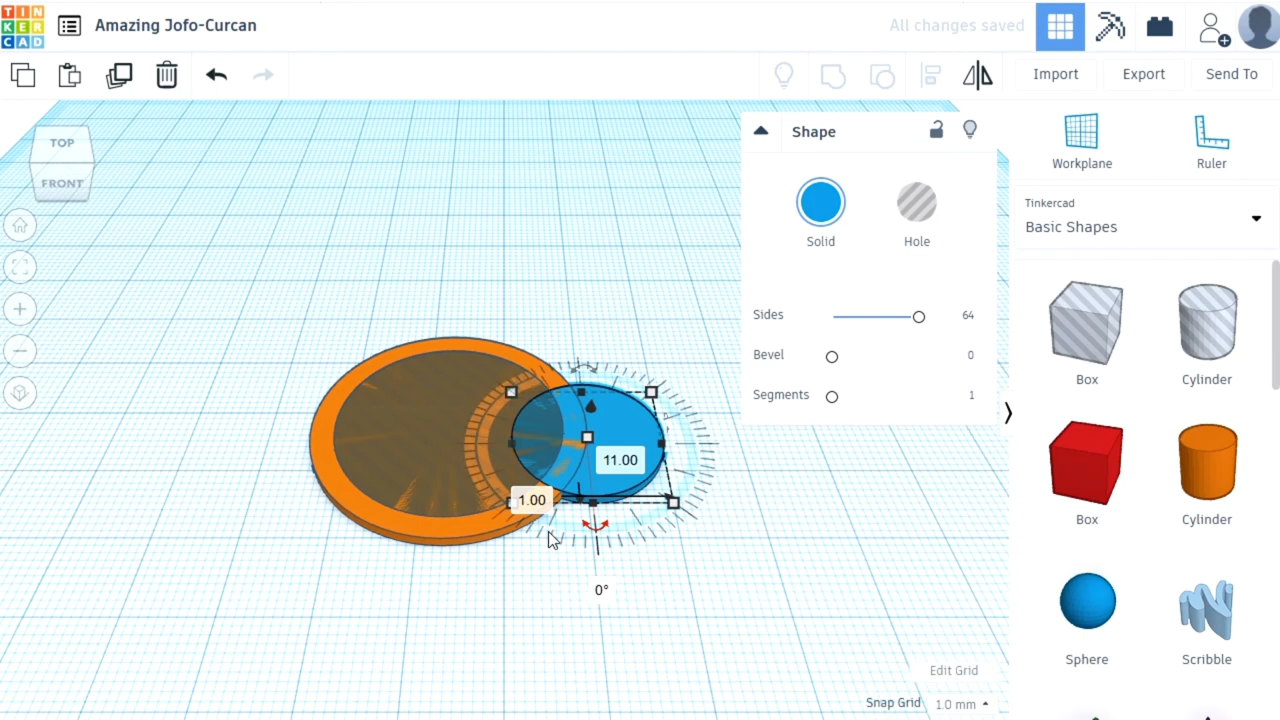 TIN
KER
CAD
Amazing Jofo-Curcan
All changes saved
Import
Export
Send To
TOP
FRONT
Shape
Solid
Hole
Sides
64
Bevel
0
Segments
1
11.00
1.00
0°
Workplane
Ruler
Tinkercad
Basic Shapes
Box
Cylinder
Box
Cylinder
Sphere
Scribble
Edit Grid
Snap Grid
1.0 mm